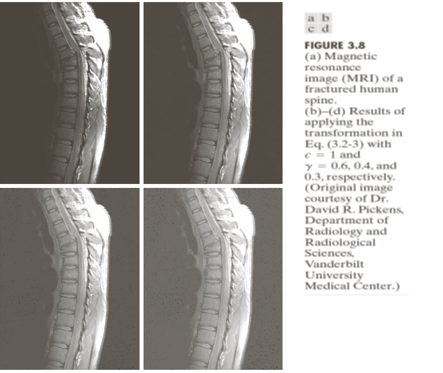 a b
c d
FIGURE 3.8
(a) Magnetic
resonance
image (MRI) of a
fractured human
spine.
(b)–(d) Results of
applying the
transformation in
Eq. (3.2-3) with
c = 1 and
γ = 0.6, 0.4, and
0.3, respectively.
(Original image
courtesy of Dr.
David R. Pickens,
Department of
Radiology and
Radiological
Sciences,
Vanderbilt
University
Medical Center.)